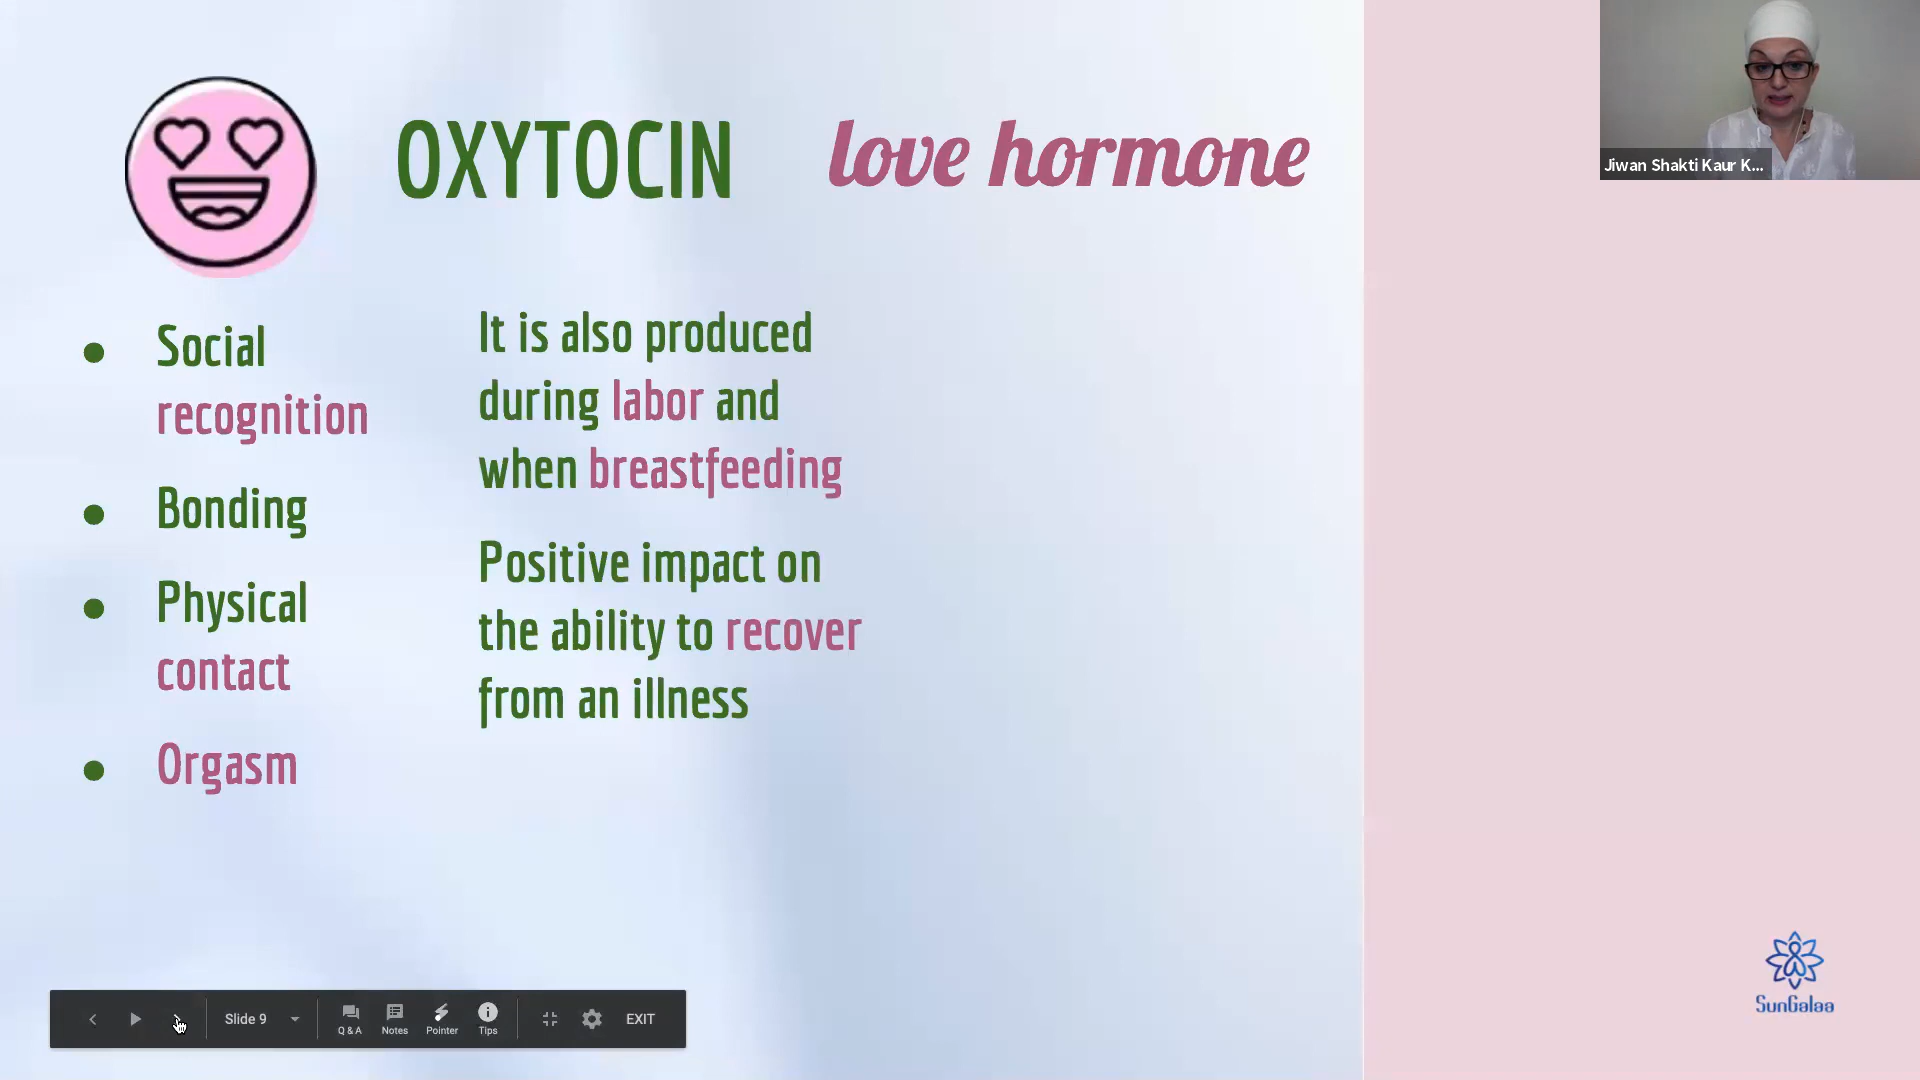 OXYTOCIN love hormone
Jiwan Shakti Kaur K...
Social
recognition
Bonding
Physical
contact
Orgasm
It is also produced
during labor and
when breastfeeding
Positive impact on
the ability to recover
from an illness
SunGalaa
Slide 9
Q & A
Notes
Pointer
Tips
EXIT